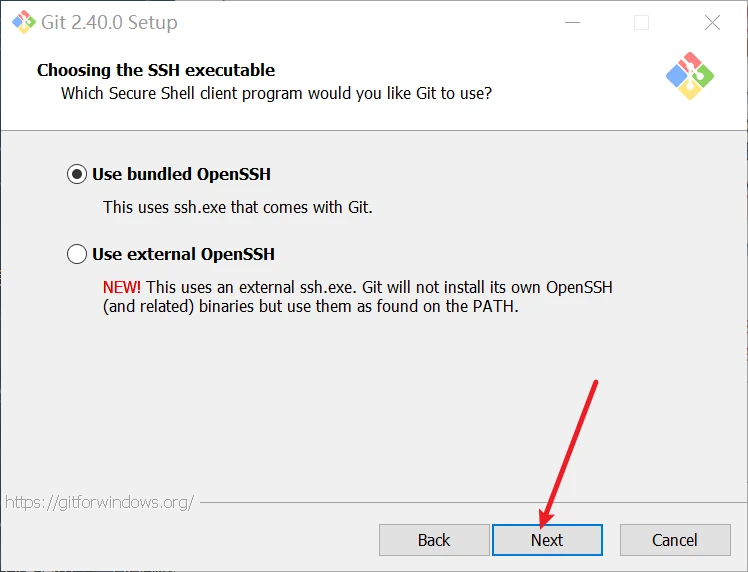 Git 2.40.0 Setup
Choosing the SSH executable
Which Secure Shell client program would you like Git to use?
Use bundled OpenSSH
This uses ssh.exe that comes with Git.
Use external OpenSSH
NEW! This uses an external ssh.exe. Git will not install its own OpenSSH
(and related) binaries but use them as found on the PATH.
https://gitforwindows.org/
Back Next Cancel